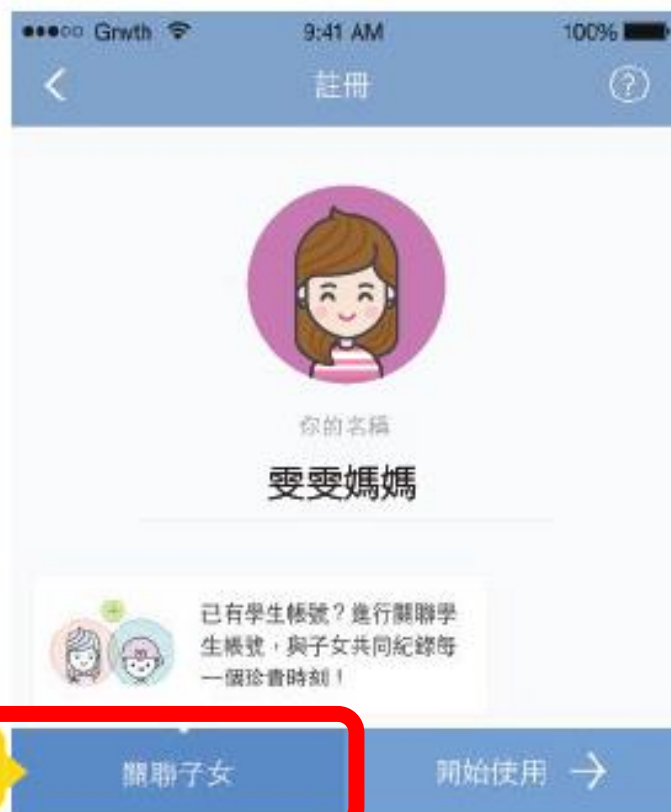 Grwth 9:41 AM 100%
註冊
你的名稱
雯雯媽媽
已有學生帳號？進行關聯學
生帳號，與子女共同紀錄每
一個珍貴時刻！
關聯子女
開始使用 →